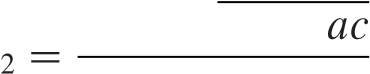 2 = ac